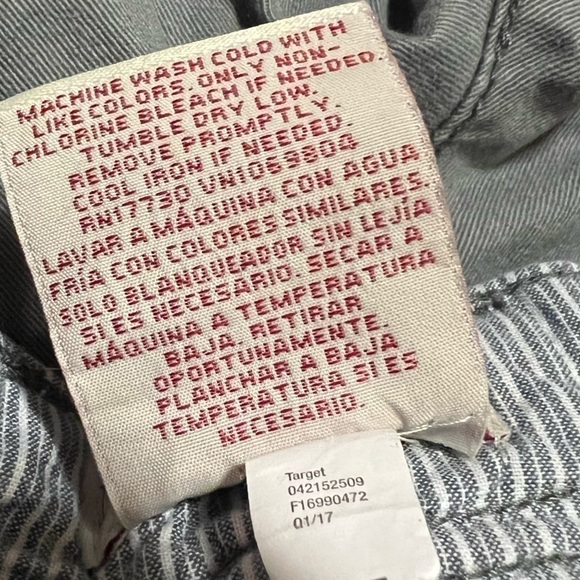 MACHINE WASH COLD WITH
LIKE COLORS. ONLY NON-
CHLORINE BLEACH IF NEEDED.
TUMBLE DRY LOW.
REMOVE PROMPTLY.
COOL IRON IF NEEDED.
RN17730 VN1063804
LAVAR A MÁQUINA CON AGUA
FRÍA CON COLORES SIMILARES.
SOLO BLANQUEADOR SIN LEJÍA
SI ES NECESARIO. SECAR A
MÁQUINA A TEMPERATURA
BAJA. RETIRAR
OPORTUNAMENTE.
PLANCHAR A BAJA
TEMPERATURA SI ES
NECESARIO.
Target
042152509
F16990472
01/17